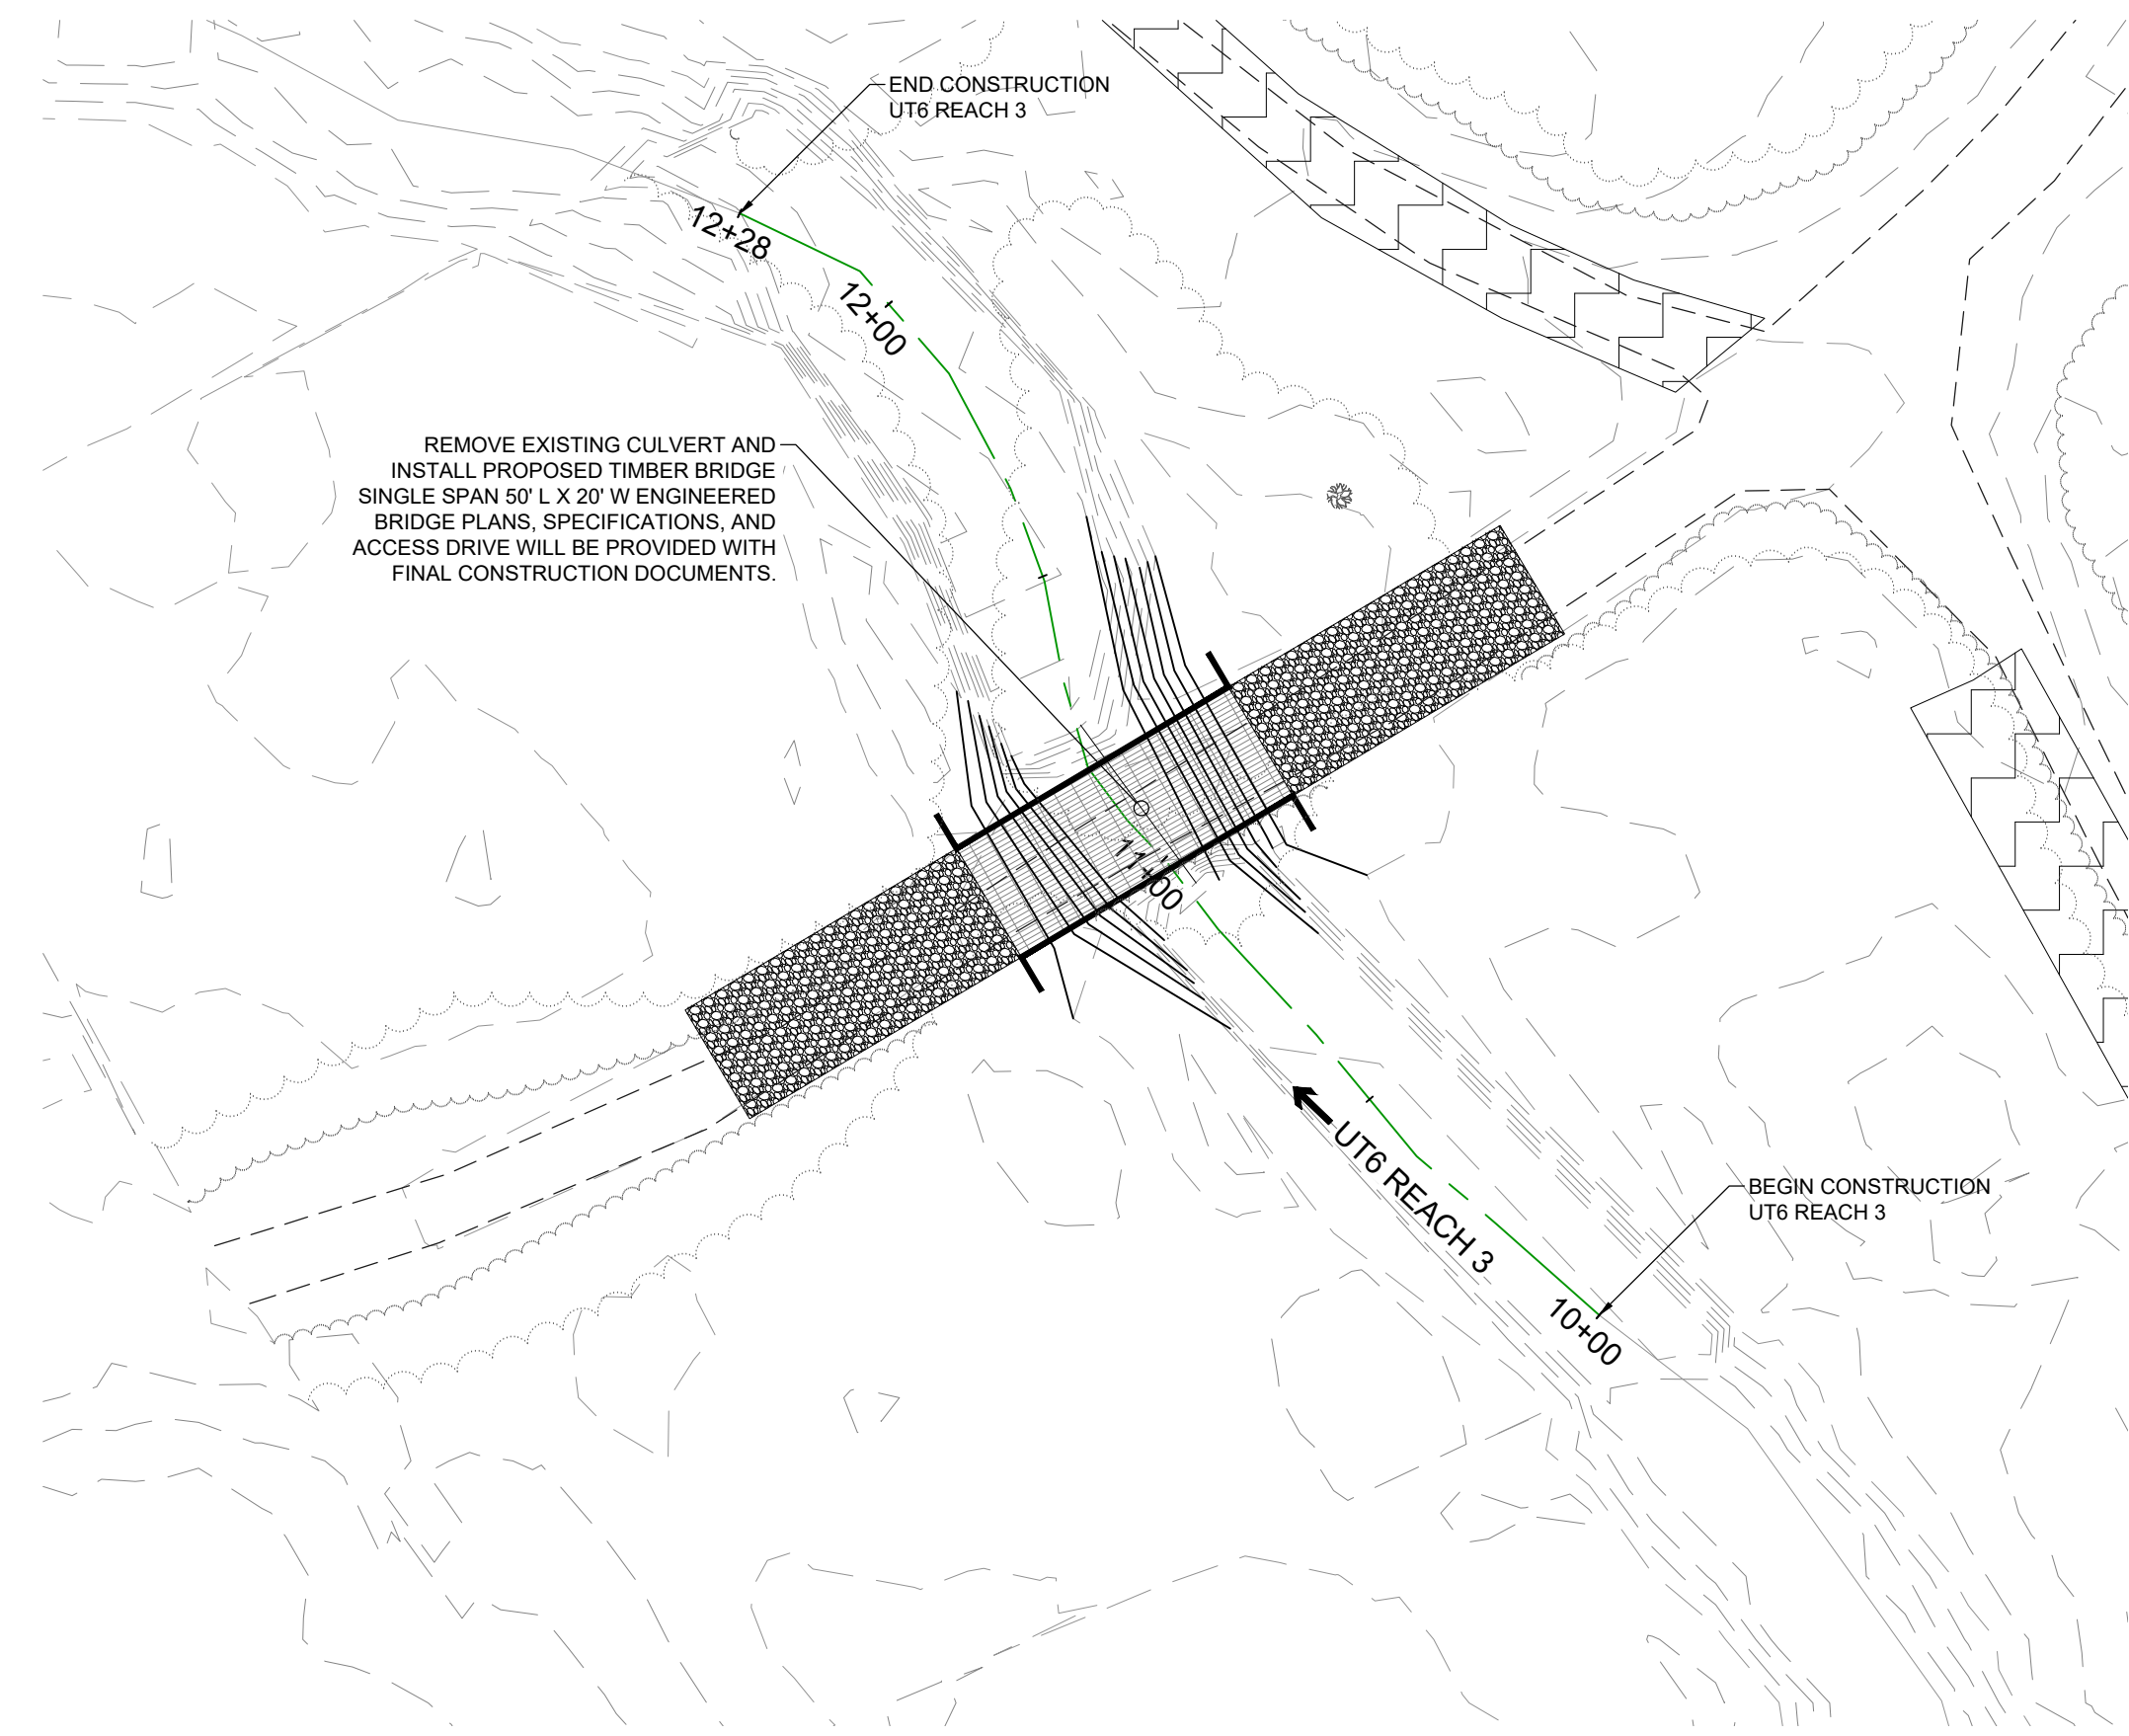 END CONSTRUCTION
UT6 REACH 3
12+28
12+00
REMOVE EXISTING CULVERT AND
INSTALL PROPOSED TIMBER BRIDGE
SINGLE SPAN 50' L X 20' W ENGINEERED
BRIDGE PLANS, SPECIFICATIONS, AND
ACCESS DRIVE WILL BE PROVIDED WITH
FINAL CONSTRUCTION DOCUMENTS.
11+00
UT6 REACH 3
BEGIN CONSTRUCTION
UT6 REACH 3
10+00